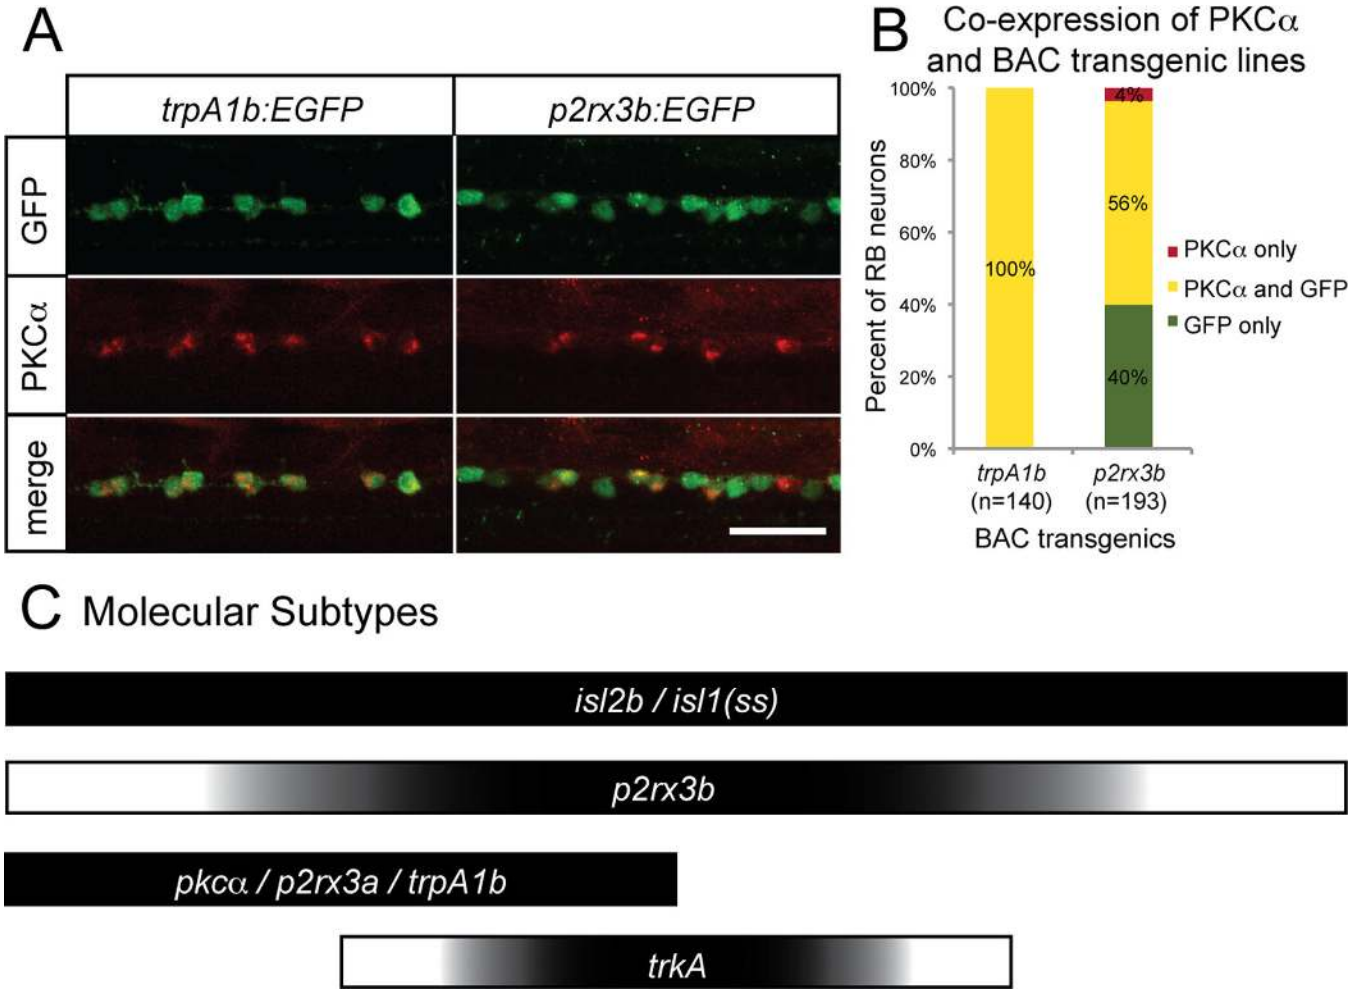 A
trpA1b:EGFP
p2rx3b:EGFP
GFP
PKCα
merge
B
Co-expression of PKCα
and BAC transgenic lines
Percent of RB neurons
100%
80%
60%
40%
20%
0%
100%
4%
56%
40%
PKCα only
PKCα and GFP
GFP only
trpA1b
(n=140)
p2rx3b
(n=193)
BAC transgenics
C Molecular Subtypes
isl2b / isl1(ss)
p2rx3b
pkcα / p2rx3a / trpA1b
trkA